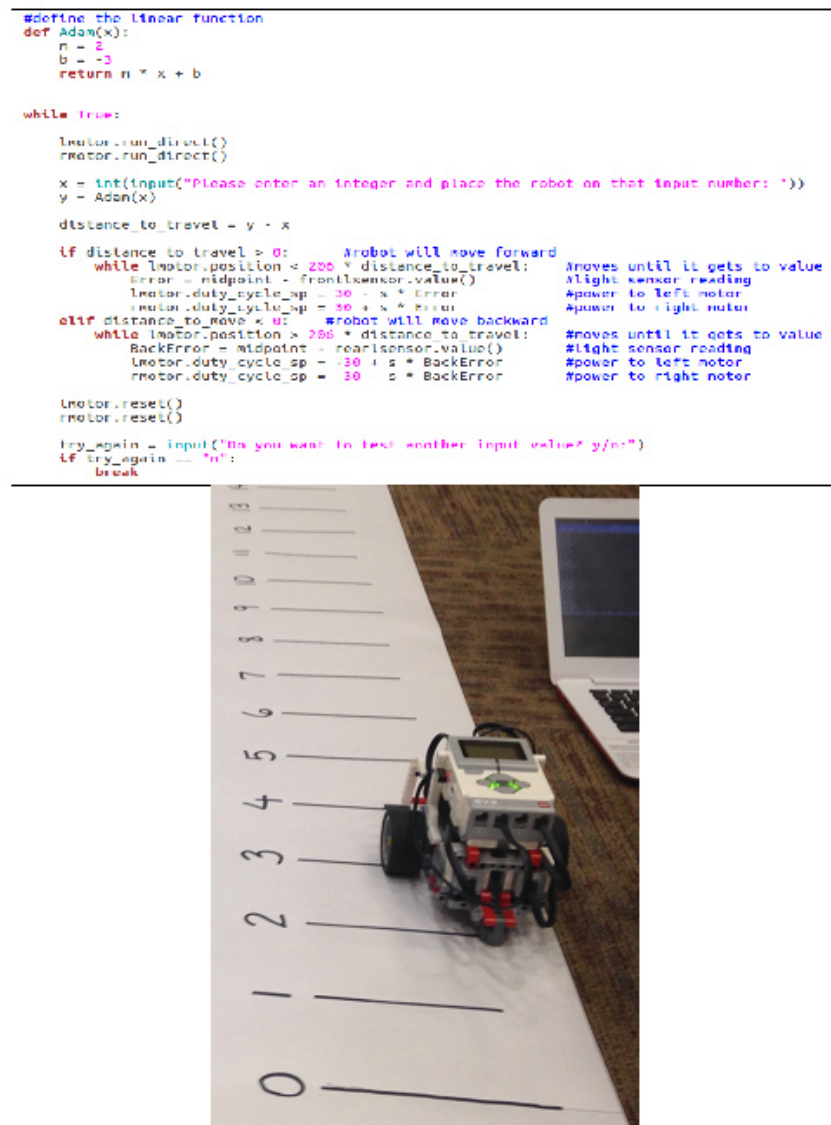 #define the linear function
def Adam(x):
m = 2
b = -3
return m * x + b
while True:
lmotor.run_direct()
rmotor.run_direct()
x = int(input("Please enter an integer and place the robot on that input number: "))
y = Adam(x)
distance_to_travel = y - x
if distance_to_travel > 0: #robot will move forward
while lmotor.position < 206 * distance_to_travel: #moves until it gets to value
Error = midpoint - frontlsensor.value() #light sensor reading
lmotor.duty_cycle_sp = 30 - s * Error #power to left motor
rmotor.duty_cycle_sp = 30 + s * Error #power to right motor
elif distance_to_move < 0: #robot will move backward
while lmotor.position > 206 * distance_to_travel: #moves until it gets to value
BackError = midpoint - rearlsensor.value() #light sensor reading
lmotor.duty_cycle_sp = -30 + s * BackError #power to left motor
rmotor.duty_cycle_sp = -30 - s * BackError #power to right motor
lmotor.reset()
rmotor.reset()
try_again = input("Do you want to test another input value? y/n:")
if try_again == "n":
break
13
12
11
10
9
8
7
6
5
4
3
2
1
0